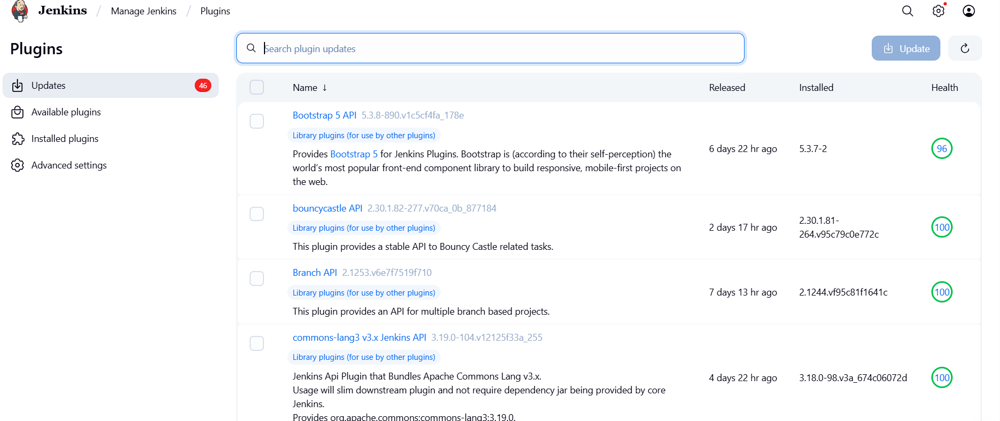 Jenkins / Manage Jenkins / Plugins
Plugins
Search plugin updates
Update
Updates 46
Available plugins
Installed plugins
Advanced settings
Name ↓ Released Installed Health
Bootstrap 5 API 5.3.8-890.v1c5cf4fa_178e
Library plugins (for use by other plugins)
Provides Bootstrap 5 for Jenkins Plugins. Bootstrap is (according to their self-perception) the
world’s most popular front-end component library to build responsive, mobile-first projects on
the web.
6 days 22 hr ago
5.3.7-2
96
bouncycastle API 2.30.1.82-277.v70ca_0b_877184
Library plugins (for use by other plugins)
This plugin provides a stable API to Bouncy Castle related tasks.
2 days 17 hr ago
2.30.1.81-
264.v95c79c0e772c
100
Branch API 2.1253.v6e7f7519f710
Library plugins (for use by other plugins)
This plugin provides an API for multiple branch based projects.
7 days 13 hr ago
2.1244.vf95c81f1641c
100
commons-lang3 v3.x Jenkins API 3.19.0-104.v12125f33a_255
Library plugins (for use by other plugins)
Jenkins Api Plugin that Bundles Apache Commons Lang v3.x.
Usage will slim downstream plugin and not require dependency jar being provided by core
Jenkins.
Provides org.apache.commons:commons-lang3:3.19.0.
4 days 22 hr ago
3.18.0-98.v3a_674c06072d
100